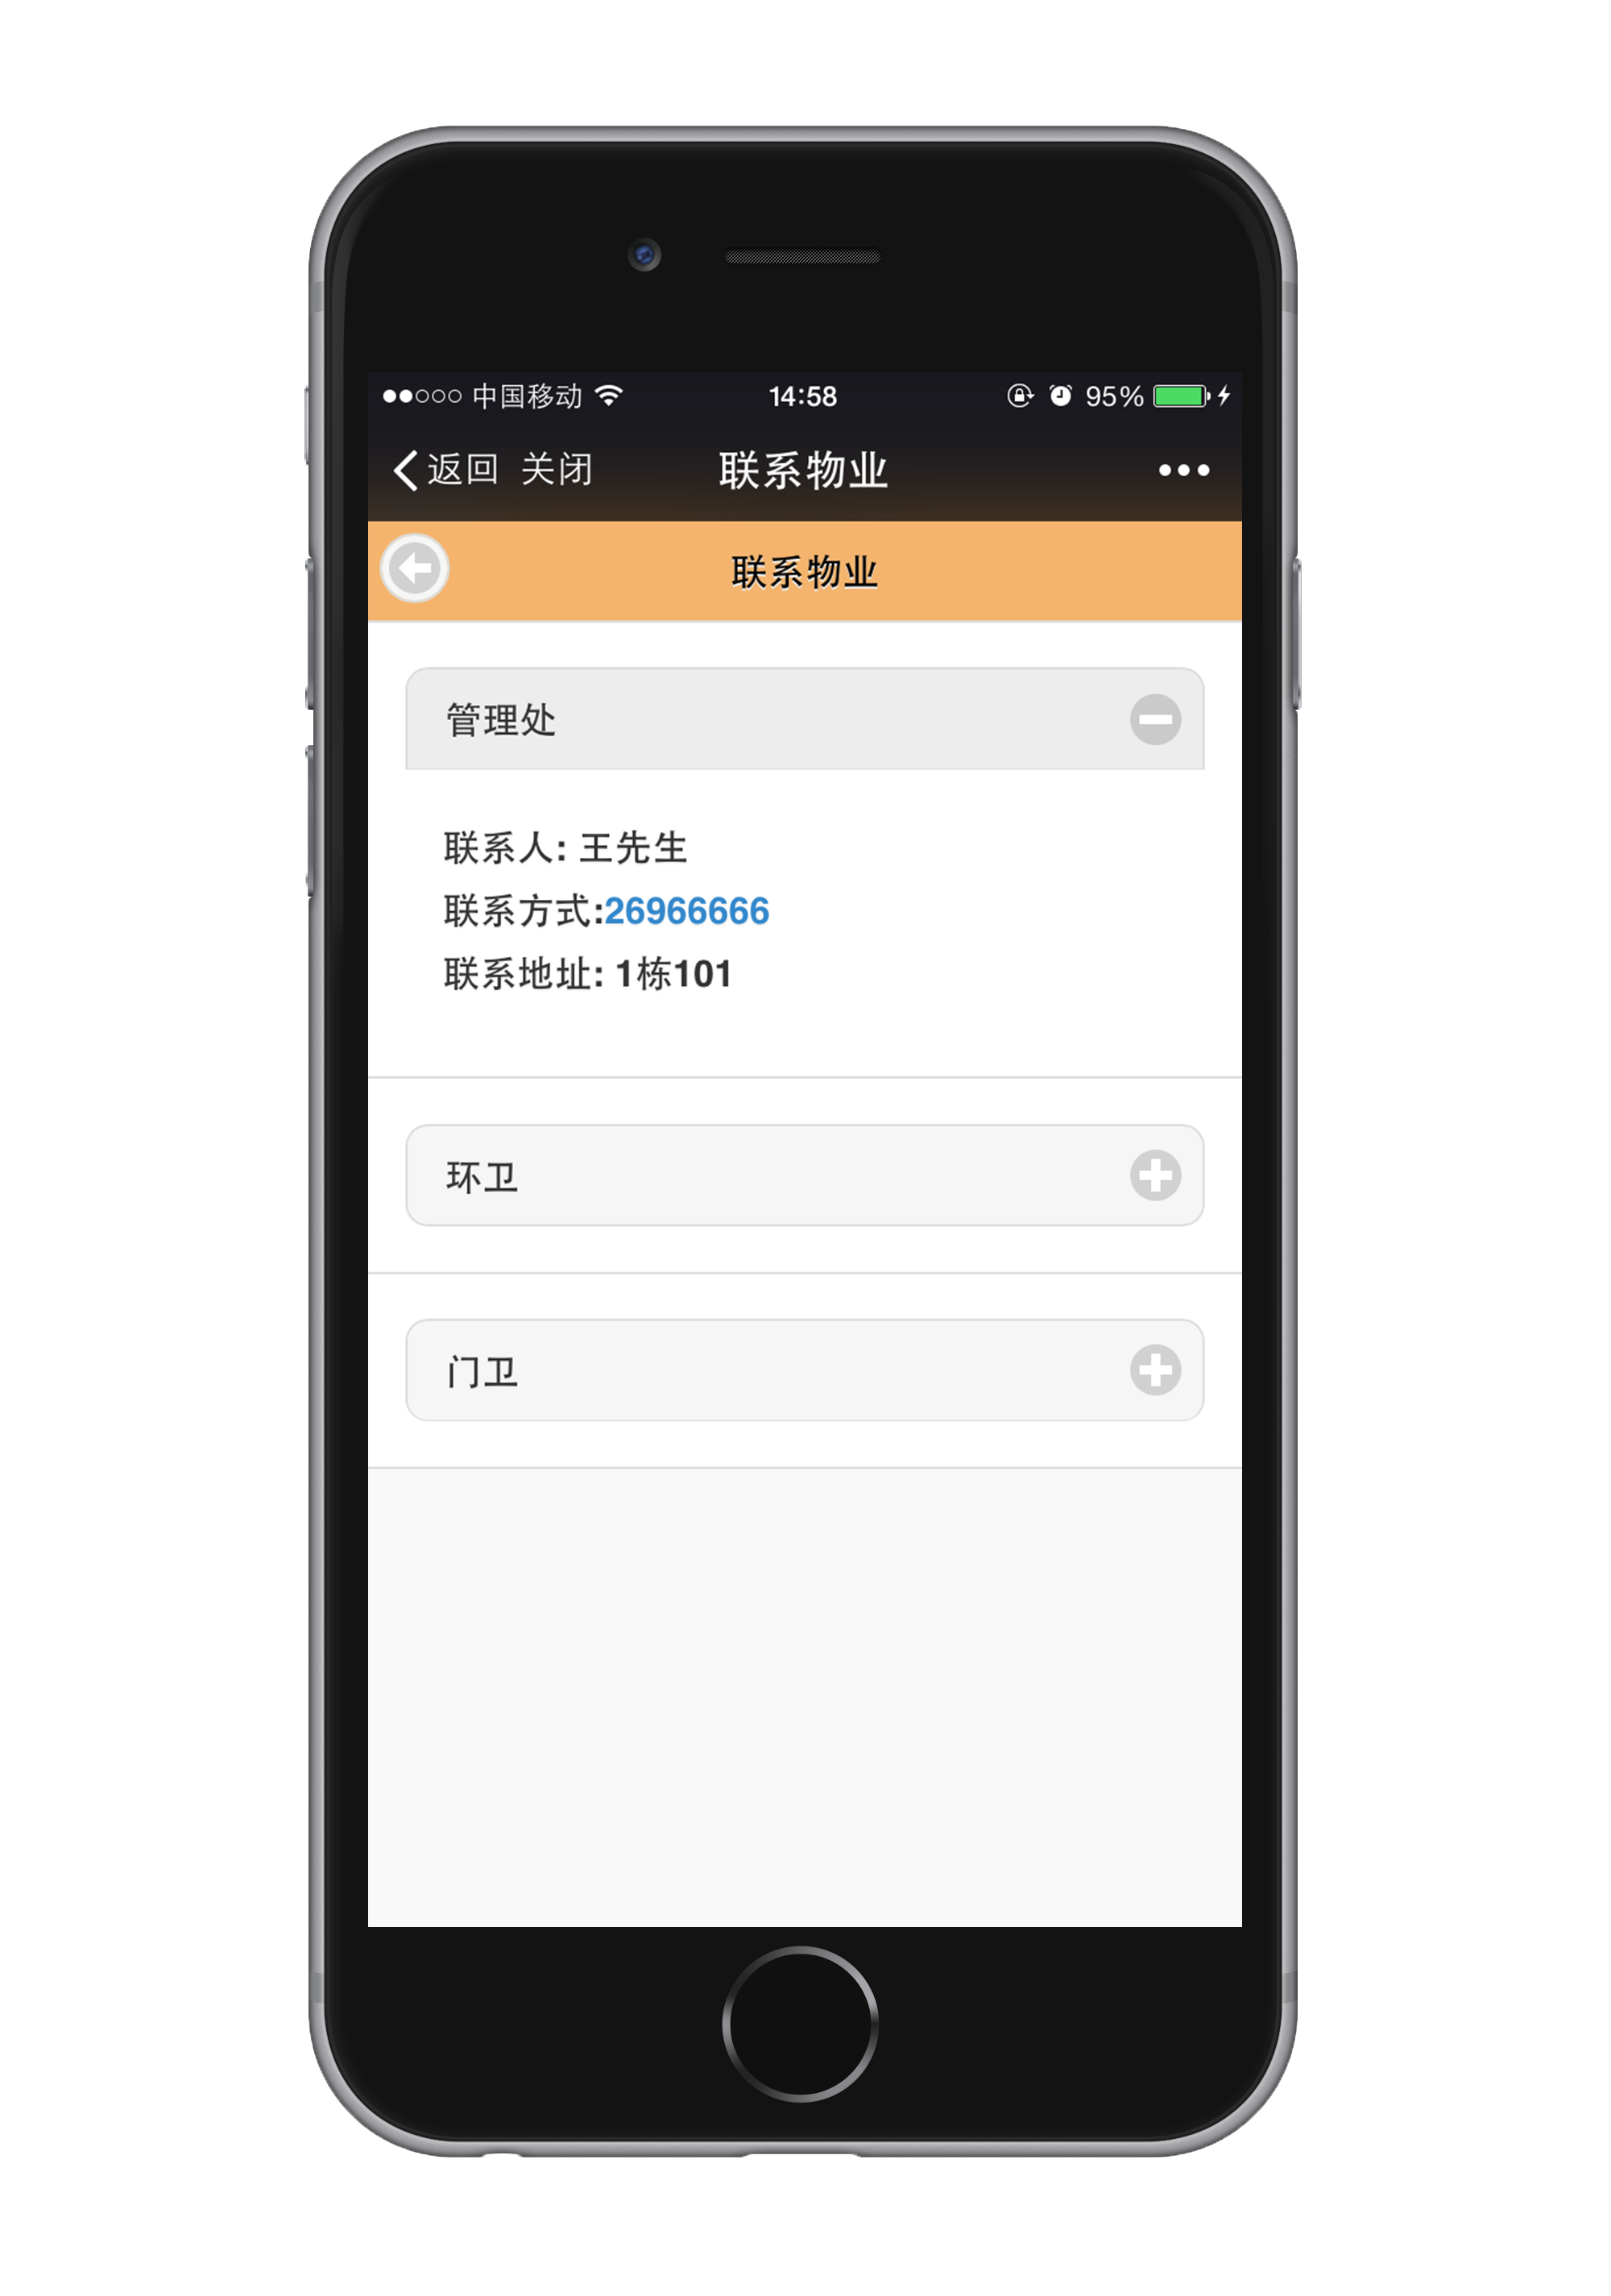 中国移动 14:58 95%
返回 关闭 联系物业
联系物业
管理处
联系人: 王先生
联系方式:26966666
联系地址: 1栋101
环卫
门卫